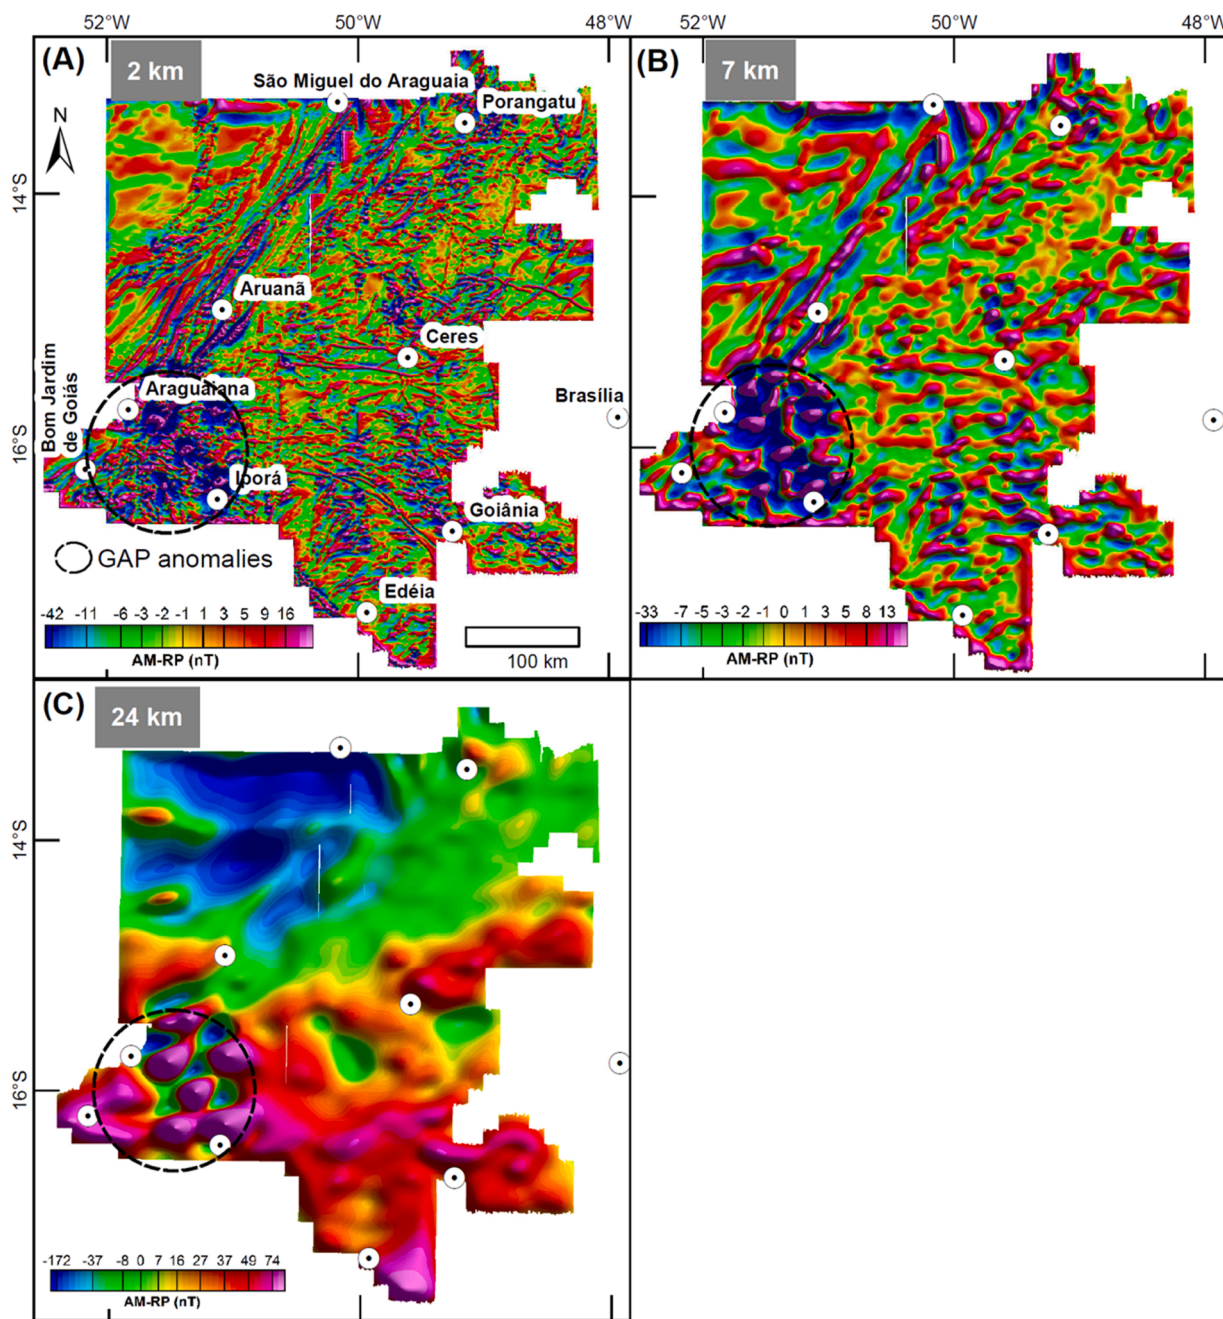 52°W 50°W 48°W 52°W 50°W 48°W
(A) 2 km
(B) 7 km
São Miguel do Araguaia
Porangatu
N
14°S
Aruanã
Ceres
Bom Jardim
de Goiás
Araguaiana
Brasília
16°S
Iporá
Goiânia
GAP anomalies
Edéia
-42 -11 -6 -3 -2 -1 1 3 5 9 16
AM-RP (nT)
100 km
-33 -7 -5 -3 -2 -1 0 1 3 5 8 13
AM-RP (nT)
(C) 24 km
14°S
16°S
-172 -37 -8 0 7 16 27 37 49 74
AM-RP (nT)